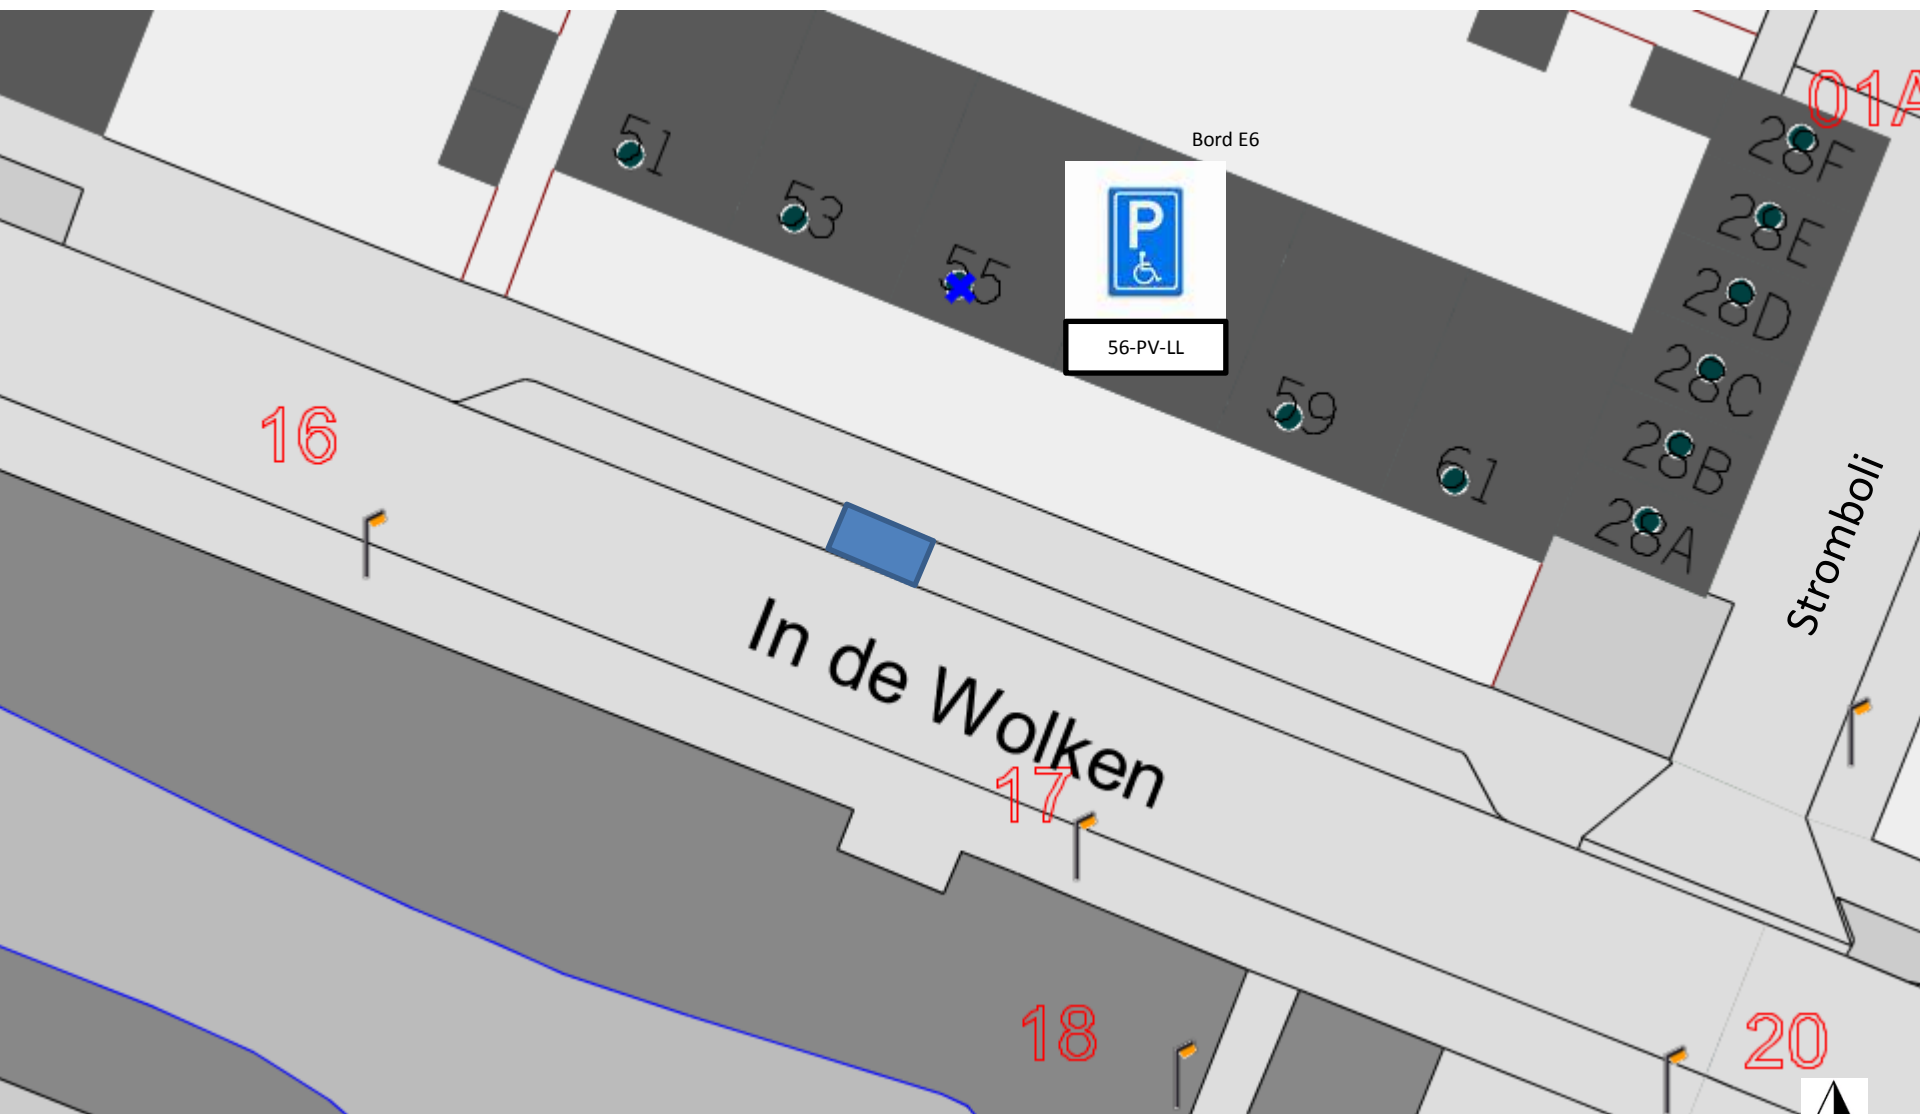 01A
28F
51
Bord E6
P
53
28E
55
28D
56-PV-LL
28C
59
16
28B
61
28A
Stromboli
In de Wolken
17
18
20